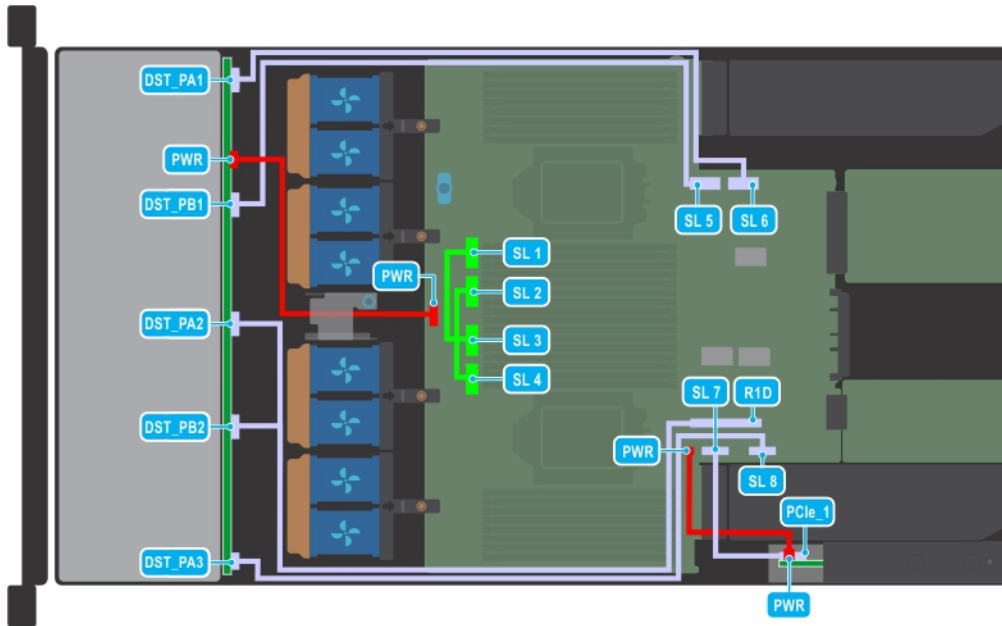 DST_PA1
PWR
DST_PB1
SL 5
SL 6
SL 1
PWR
SL 2
DST_PA2
SL 3
SL 4
SL 7
R1D
DST_PB2
PWR
SL 8
PCIe_1
DST_PA3
PWR